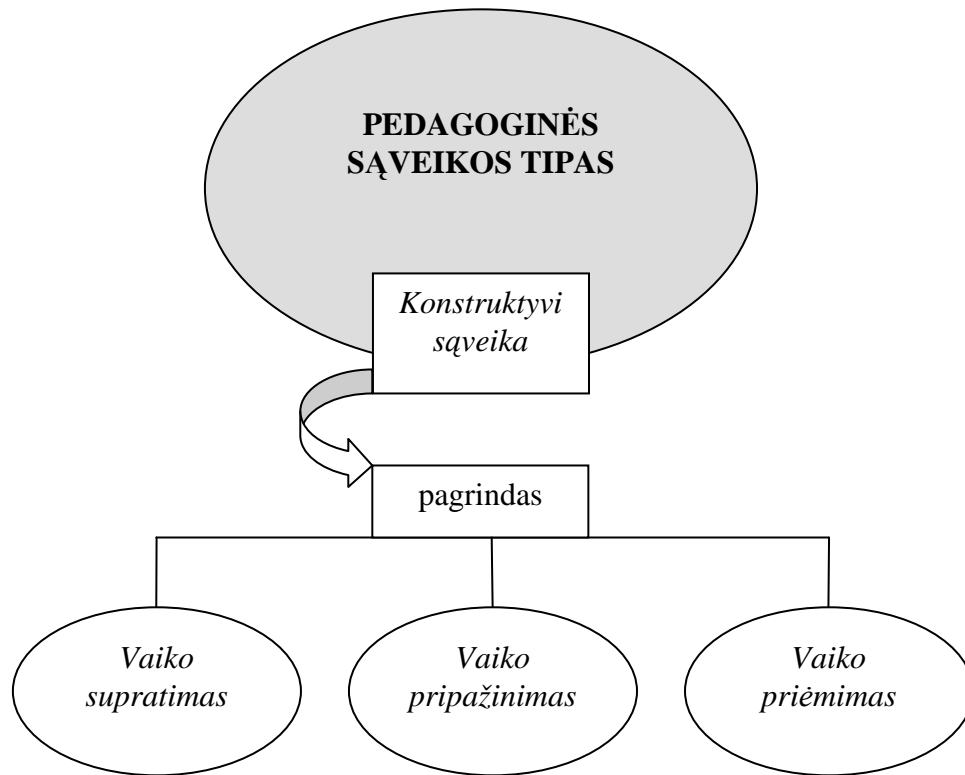 PEDAGOGINĖS
SĄVEIKOS TIPAS
Konstruktyvi
sąveika
pagrindas
Vaiko
supratimas
Vaiko
pripažinimas
Vaiko
priėmimas